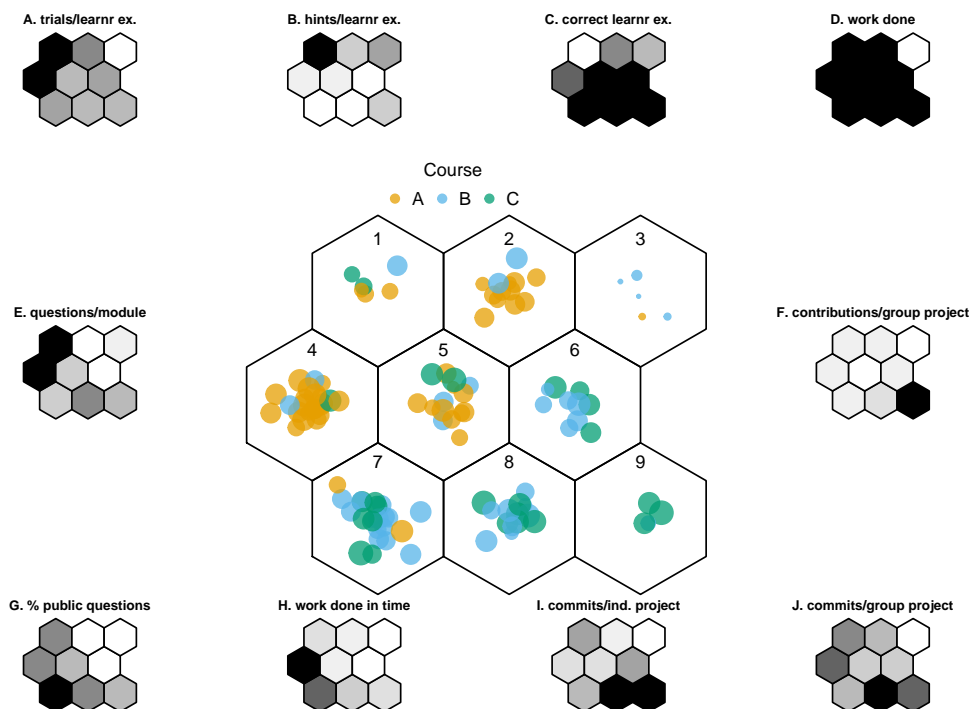 A. trials/learnr ex.
B. hints/learnr ex.
C. correct learnr ex.
D. work done
Course
A B C
1
2
3
E. questions/module
F. contributions/group project
4
5
6
7
8
9
G. % public questions
H. work done in time
I. commits/ind. project
J. commits/group project